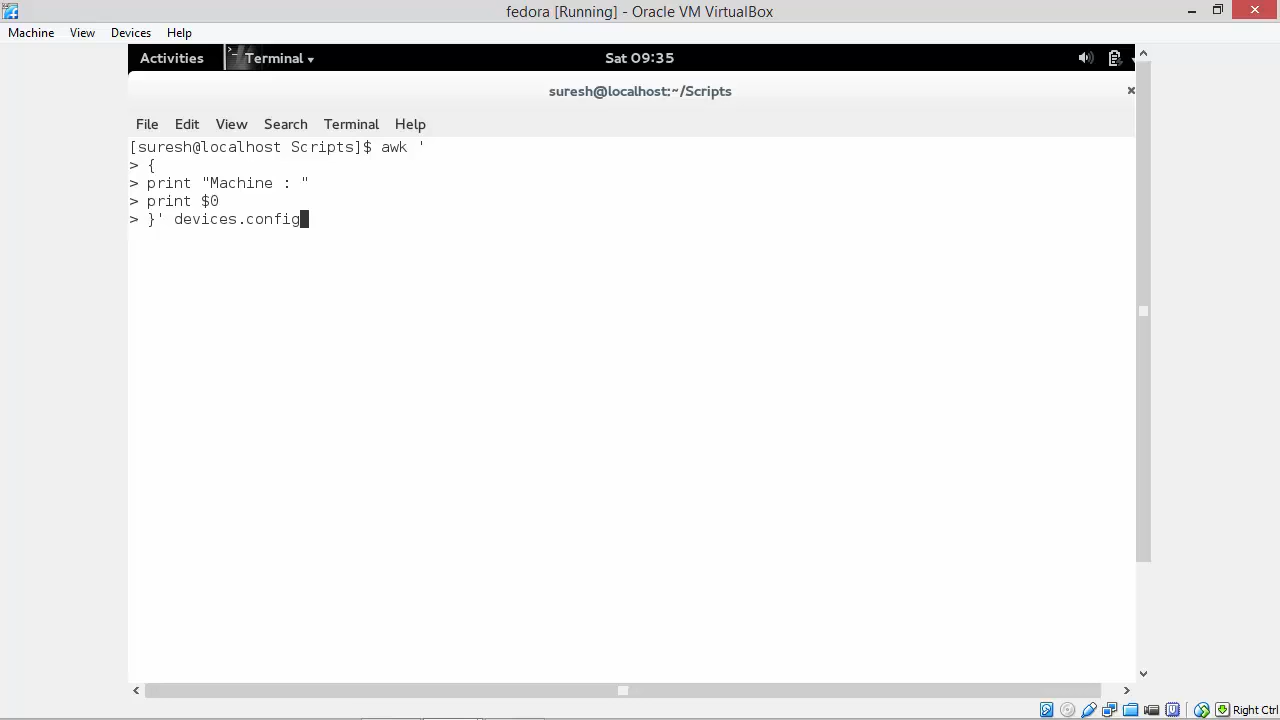 fedora [Running] - Oracle VM VirtualBox
Machine View Devices Help
Activities Terminal Sat 09:35
suresh@localhost:~/Scripts
File Edit View Search Terminal Help
[suresh@localhost Scripts]$ awk '
> {
> print "Machine : "
> print $0
> }' devices.config
Right Ctrl